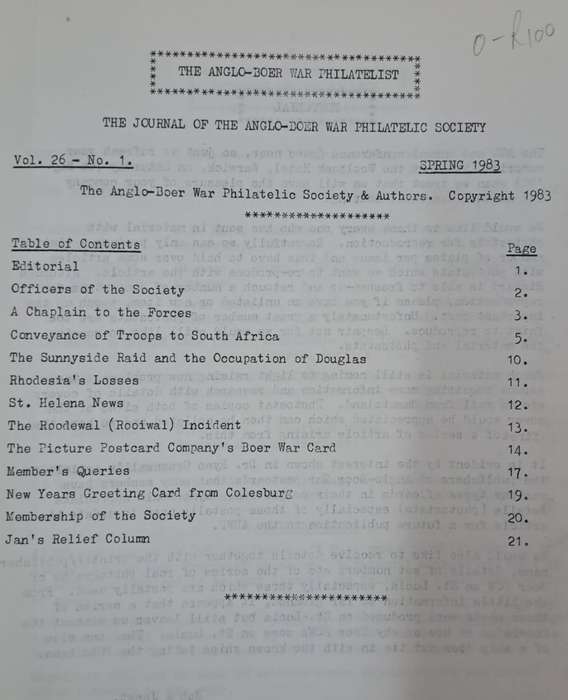 0-R100
THE ANGLO-BOER WAR PHILATELIST
THE JOURNAL OF THE ANGLO-BOER WAR PHILATELIC SOCIETY
Vol. 26 - No. 1. SPRING 1983
The Anglo-Boer War Philatelic Society & Authors. Copyright 1983
********************
Table of Contents Page
Editorial 1.
Officers of the Society 2.
A Chaplain to the Forces 3.
Conveyance of Troops to South Africa 5.
The Sunnyside Raid and the Occupation of Douglas 10.
Rhodesia's Losses 11.
St. Helena News 12.
The Roodewal (Rooiwal) Incident 13.
The Picture Postcard Company's Boer War Card 14.
Member's Queries 17.
New Years Greeting Card from Colesburg 19.
Membership of the Society 20.
Jan's Relief Column 21.
***********************